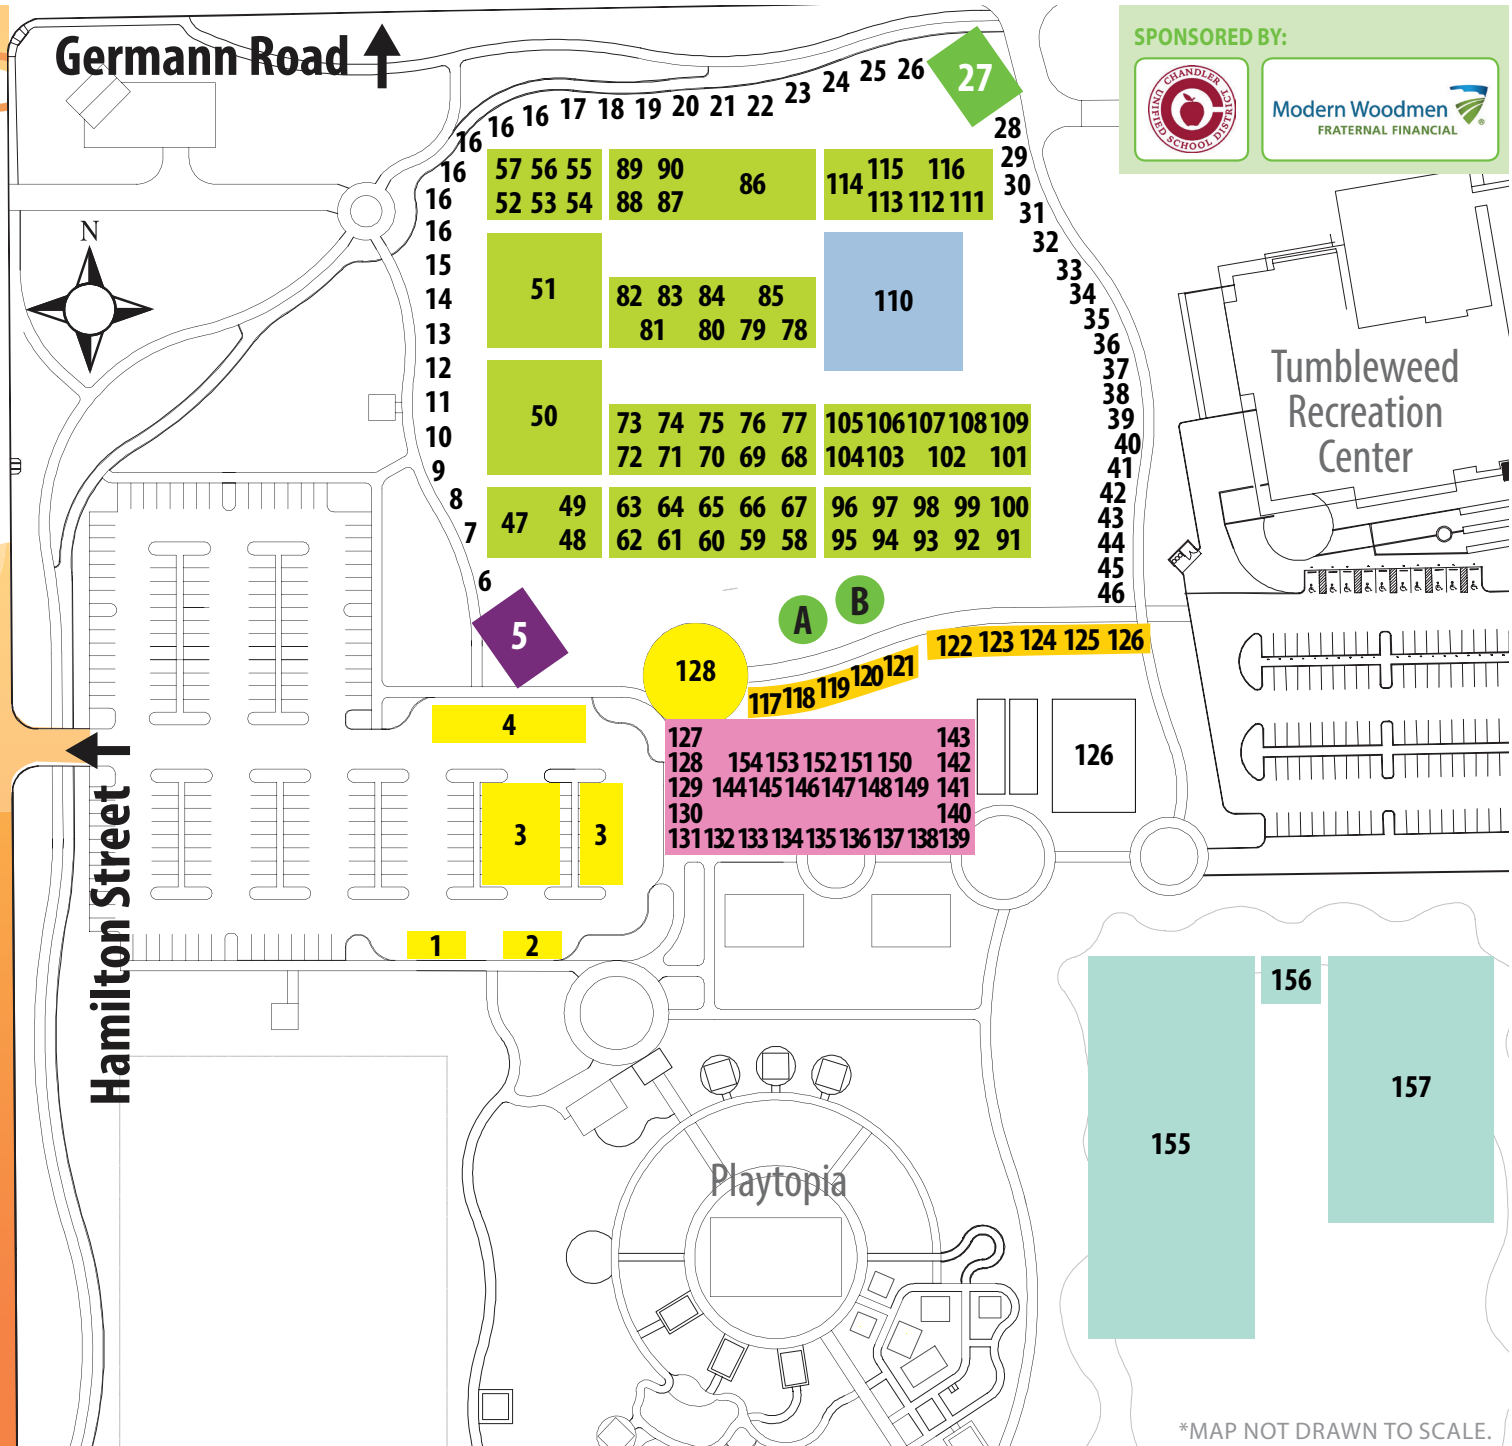 Germann Road
SPONSORED BY:
CHANDLER
UNIFIED SCHOOL DISTRICT
Modern Woodmen
FRATERNAL FINANCIAL
®
N
16
16
16
16
16
16
17
18
19
20
21
22
23
24
25
26
27
28
29
30
31
32
33
34
35
36
37
38
39
40
41
42
43
44
45
46
15
14
13
12
11
10
9
8
7
6
5
57 56 55
52 53 54
89 90
88 87
86
114
115 116
113 112 111
51
82 83 84 85
81 80 79 78
110
50
73 74 75 76 77
72 71 70 69 68
105 106 107 108 109
104 103 102 101
47
49
48
63 64 65 66 67
62 61 60 59 58
96 97 98 99 100
95 94 93 92 91
Tumbleweed
Recreation
Center
A
B
128
117 118 119 120 121
122 123 124 125 126
4
3
3
1
2
127
143
128 154 153 152 151 150 142
129 144 145 146 147 148 149 141
130
140
131 132 133 134 135 136 137 138 139
126
Hamilton Street
Playtopia
155
156
157
*MAP NOT DRAWN TO SCALE.